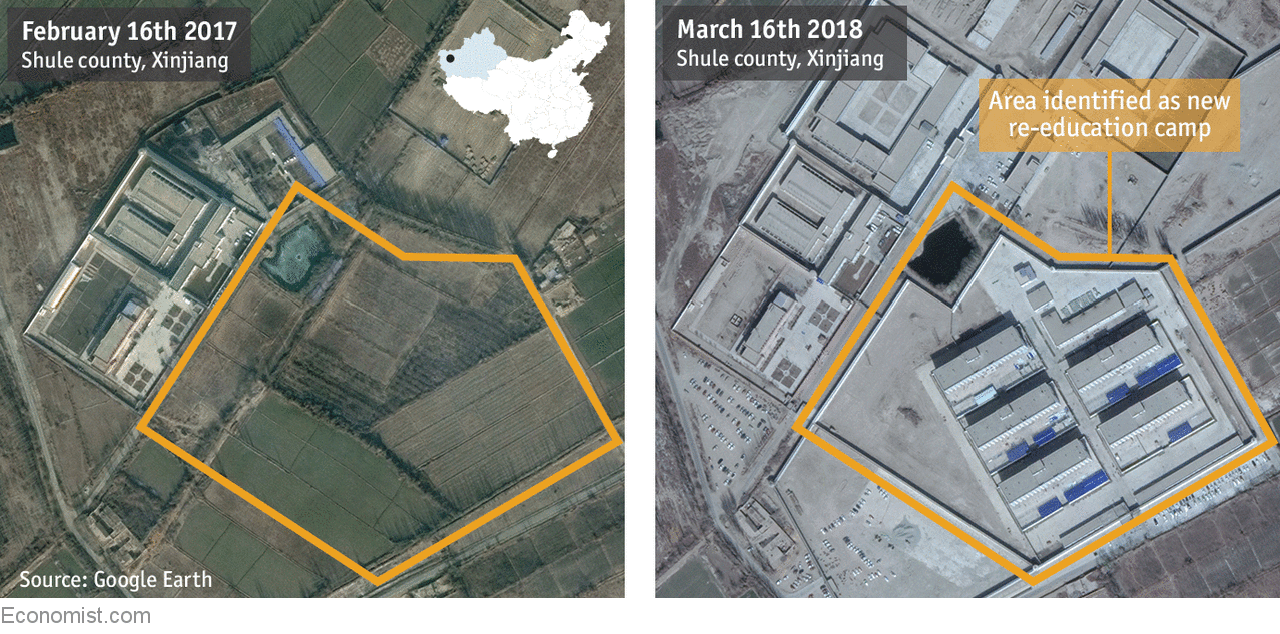 February 16th 2017
Shule county, Xinjiang
March 16th 2018
Shule county, Xinjiang
Area identified as new
re-education camp
Source: Google Earth
Economist.com